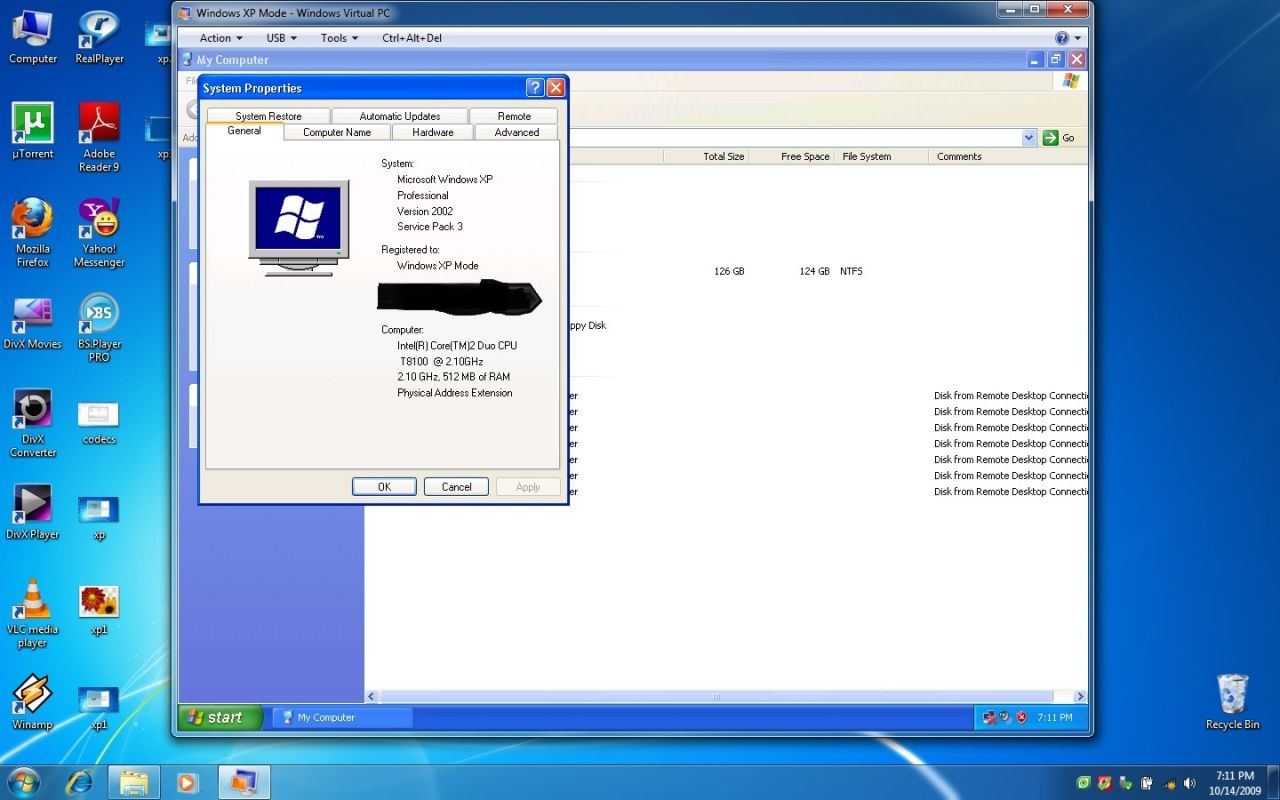 Computer
RealPlayer
µTorrent
Adobe
Reader 9
Mozilla
Firefox
Yahoo!
Messenger
DivX Movies
BS.Player
PRO
DivX
Converter
codecs
DivX Player
xp
VLC media
player
xp1
Winamp
xp1
Windows XP Mode - Windows Virtual PC
Action USB Tools Ctrl+Alt+Del
My Computer
System Properties
System Restore Automatic Updates Remote
General Computer Name Hardware Advanced
System:
Microsoft Windows XP
Professional
Version 2002
Service Pack 3
Registered to:
Windows XP Mode
Computer:
Intel(R) Core(TM)2 Duo CPU
T8100 @ 2.10GHz
2.10 GHz, 512 MB of RAM
Physical Address Extension
OK Cancel Apply
Go
Total Size Free Space File System Comments
126 GB 124 GB NTFS
ppy Disk
er Disk from Remote Desktop Connecti
er Disk from Remote Desktop Connecti
er Disk from Remote Desktop Connecti
er Disk from Remote Desktop Connecti
er Disk from Remote Desktop Connecti
er Disk from Remote Desktop Connecti
er Disk from Remote Desktop Connecti
start My Computer 7:11 PM
Recycle Bin
7:11 PM
10/14/2009